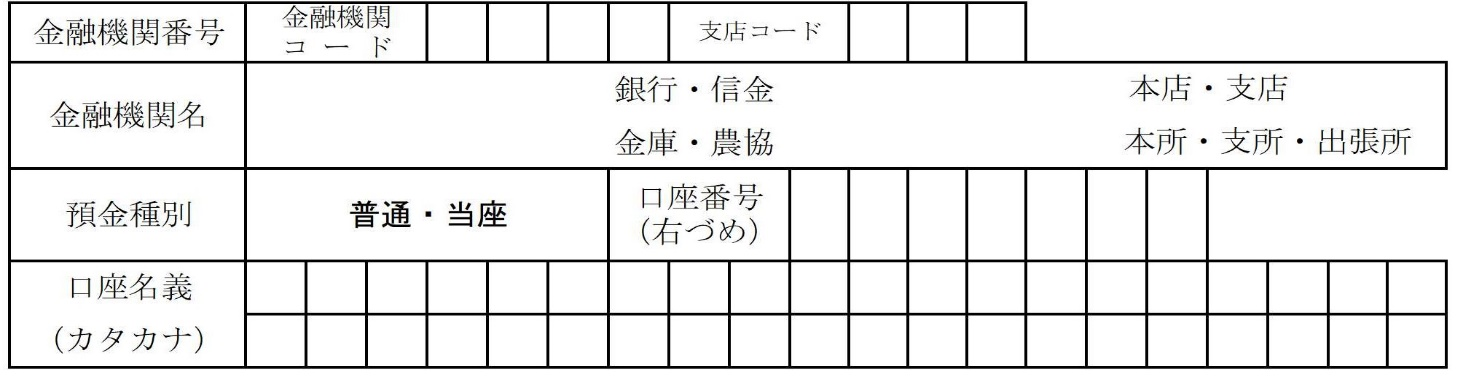 金融機関番号
金融機関
コード
支店コード
金融機関名
銀行・信金
金庫・農協
本店・支店
本所・支所・出張所
預金種別
普通・当座
口座番号
(右づめ)
口座名義
(カタカナ)